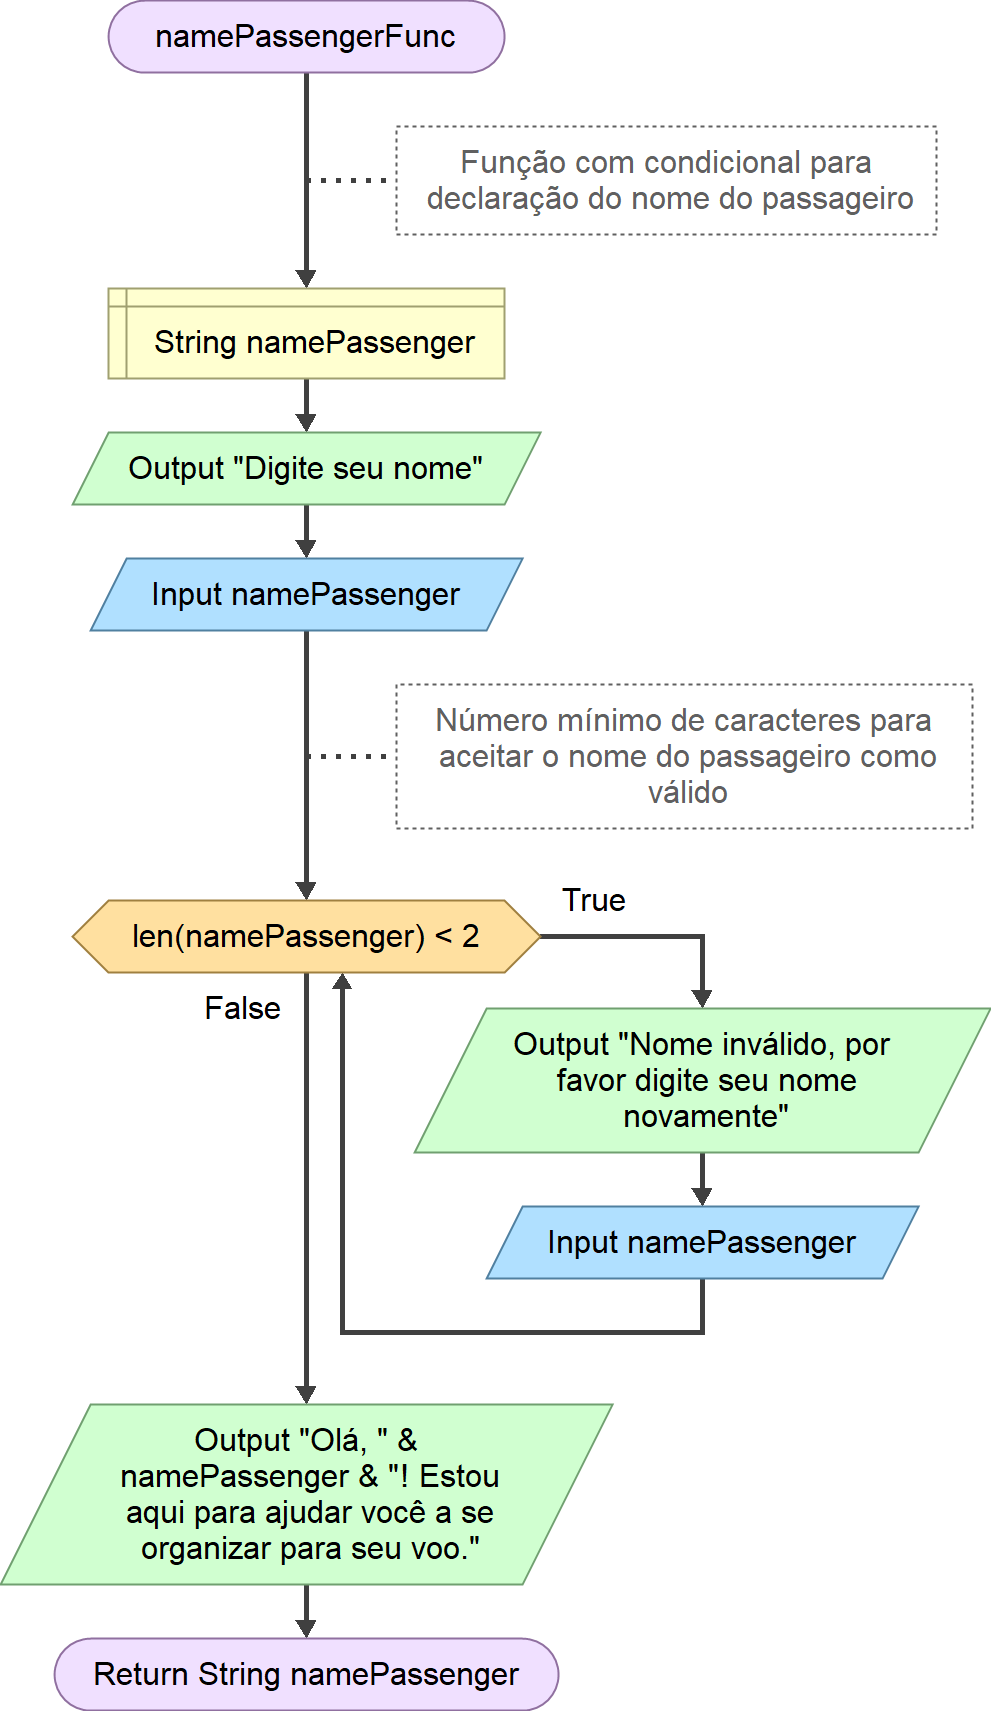 namePassengerFunc
Função com condicional para
declaração do nome do passageiro
String namePassenger
Output "Digite seu nome"
Input namePassenger
Número mínimo de caracteres para
aceitar o nome do passageiro como
válido
len(namePassenger) < 2
True
False
Output "Nome inválido, por
favor digite seu nome
novamente"
Input namePassenger
Output "Olá, " &
namePassenger & "! Estou
aqui para ajudar você a se
organizar para seu voo."
Return String namePassenger